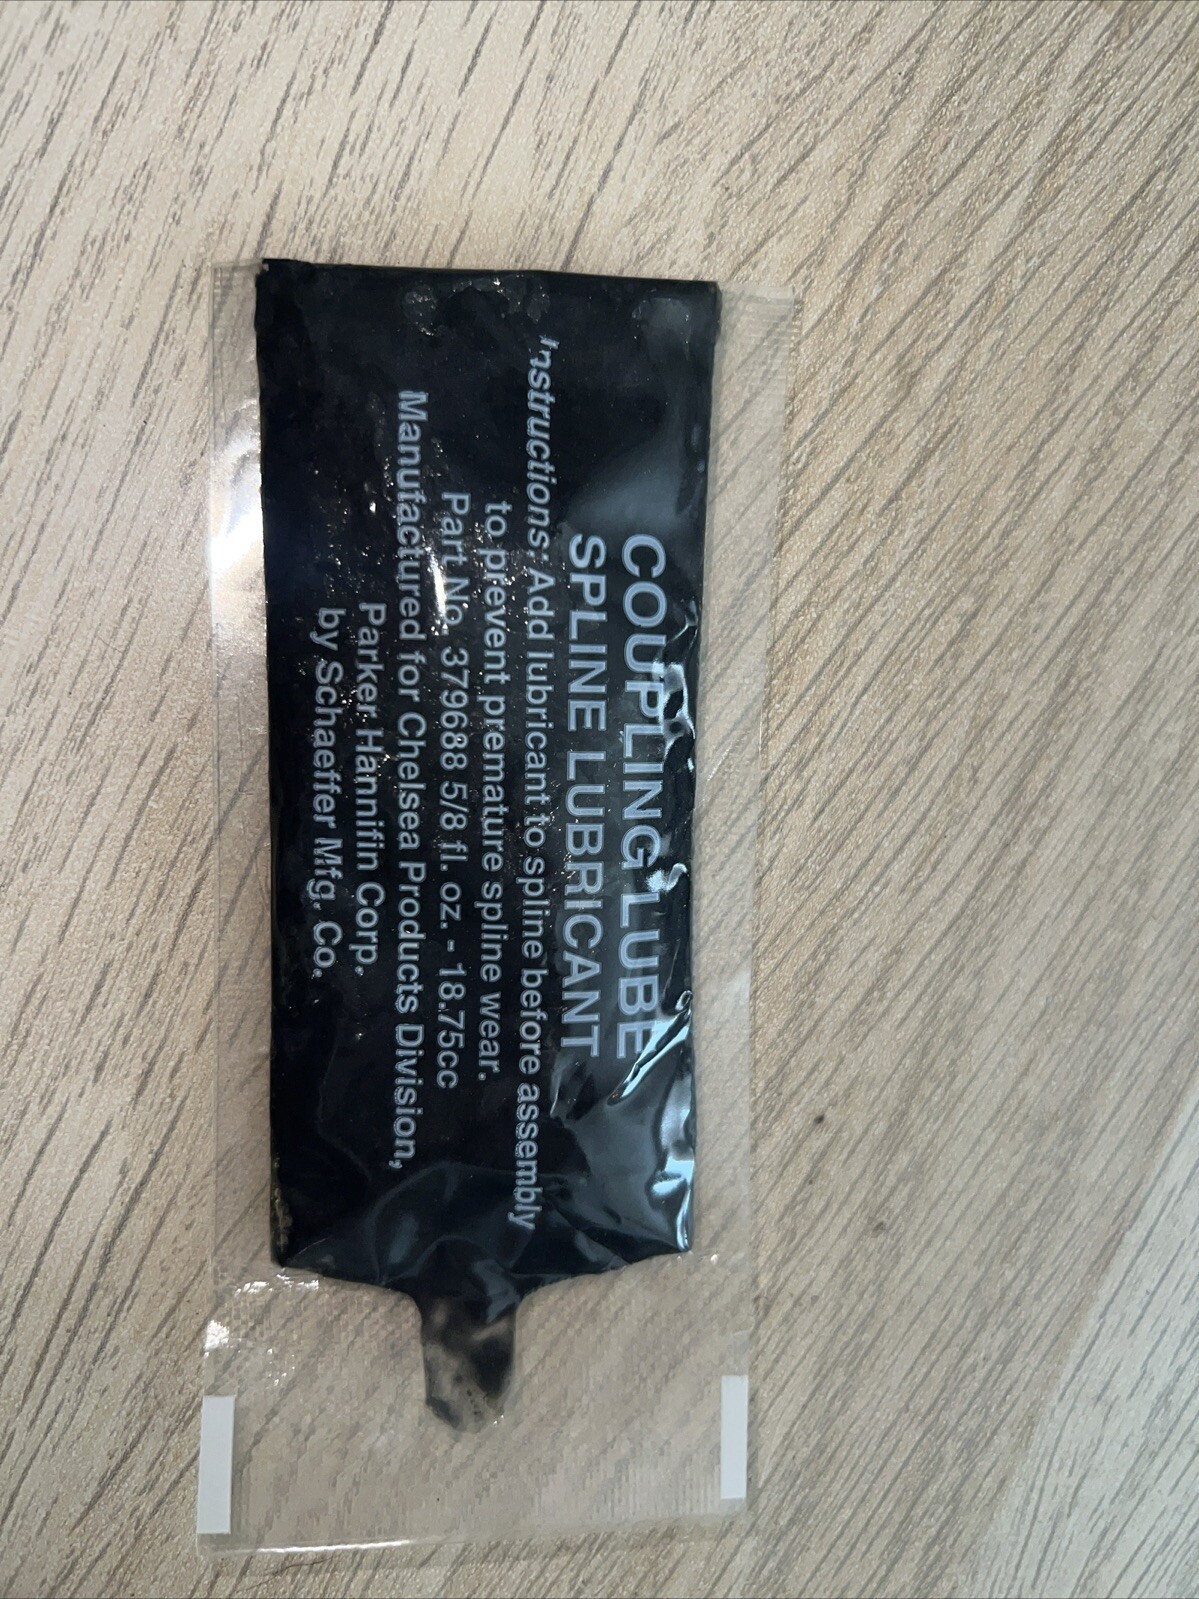 COUPLING LUBE
SPLINE LUBRICANT
Instructions: Add lubricant to spline before assembly
to prevent premature spline wear.
Part No. 379688 5/8 fl. oz. - 18.75cc
Manufactured for Chelsea Products Division,
Parker Hannifin Corp.
by Schaeffer Mfg. Co.